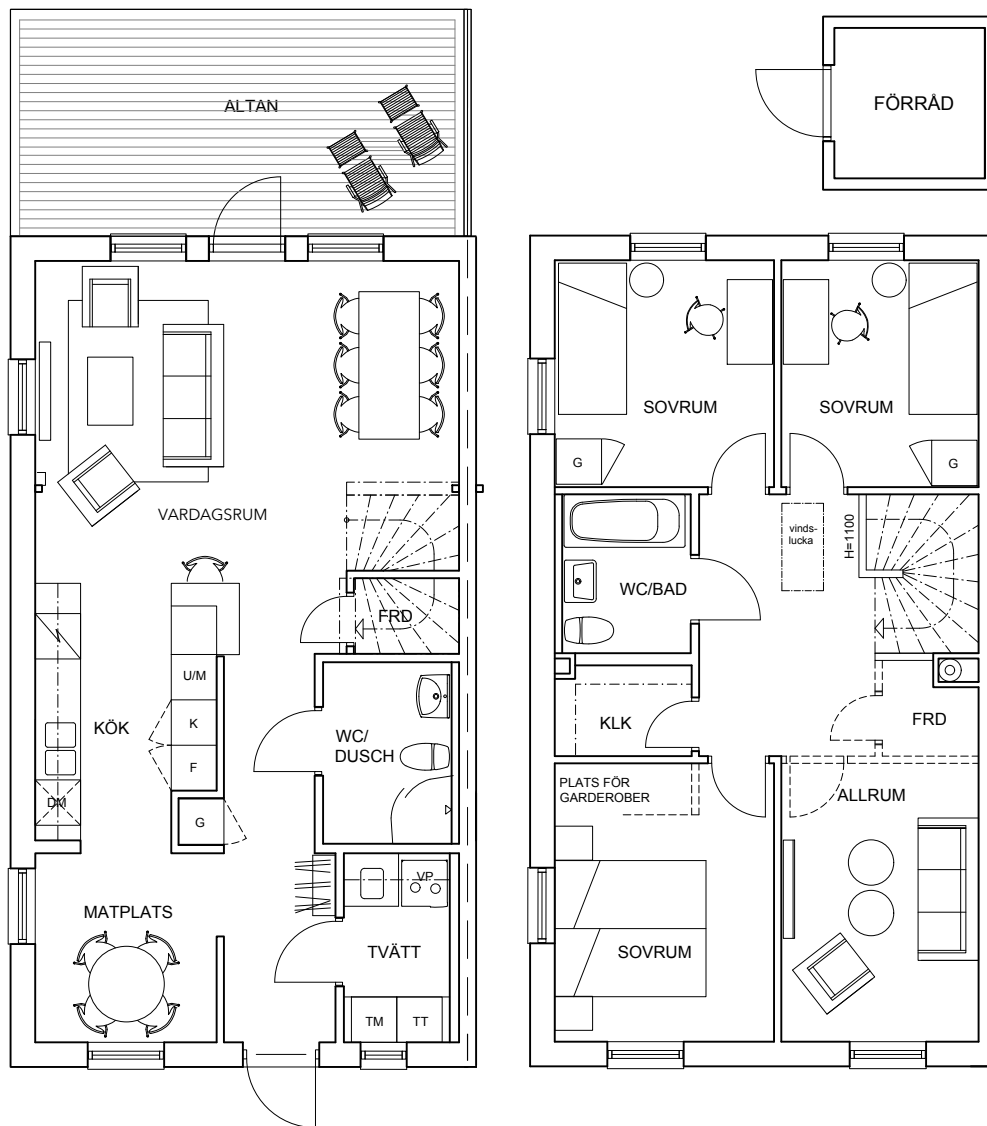 ALTAN
FÖRRÅD
VARDAGSRUM
FRD
U/M
K
F
KÖK
DM
G
WC/
DUSCH
VP
MATPLATS
TVÄTT
TM
TT
SOVRUM
SOVRUM
G
G
vinds-
lucka
H=1100
WC/BAD
KLK
FRD
PLATS FÖR
GARDEROBER
ALLRUM
SOVRUM